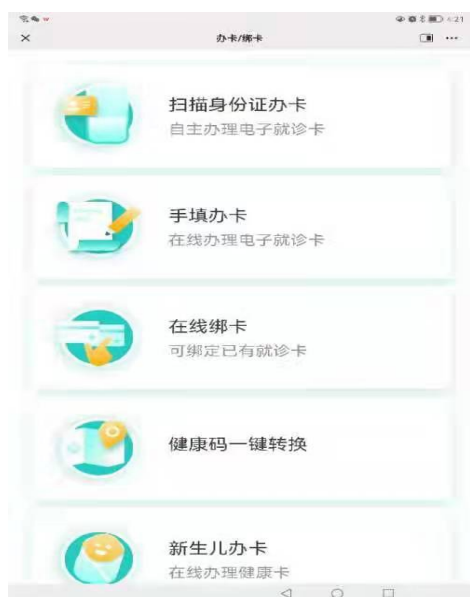 4:21
办卡/绑卡
扫描身份证办卡
自主办理电子就诊卡
手填办卡
在线办理电子就诊卡
在线绑卡
可绑定已有就诊卡
健康码一键转换
新生儿办卡
在线办理健康卡